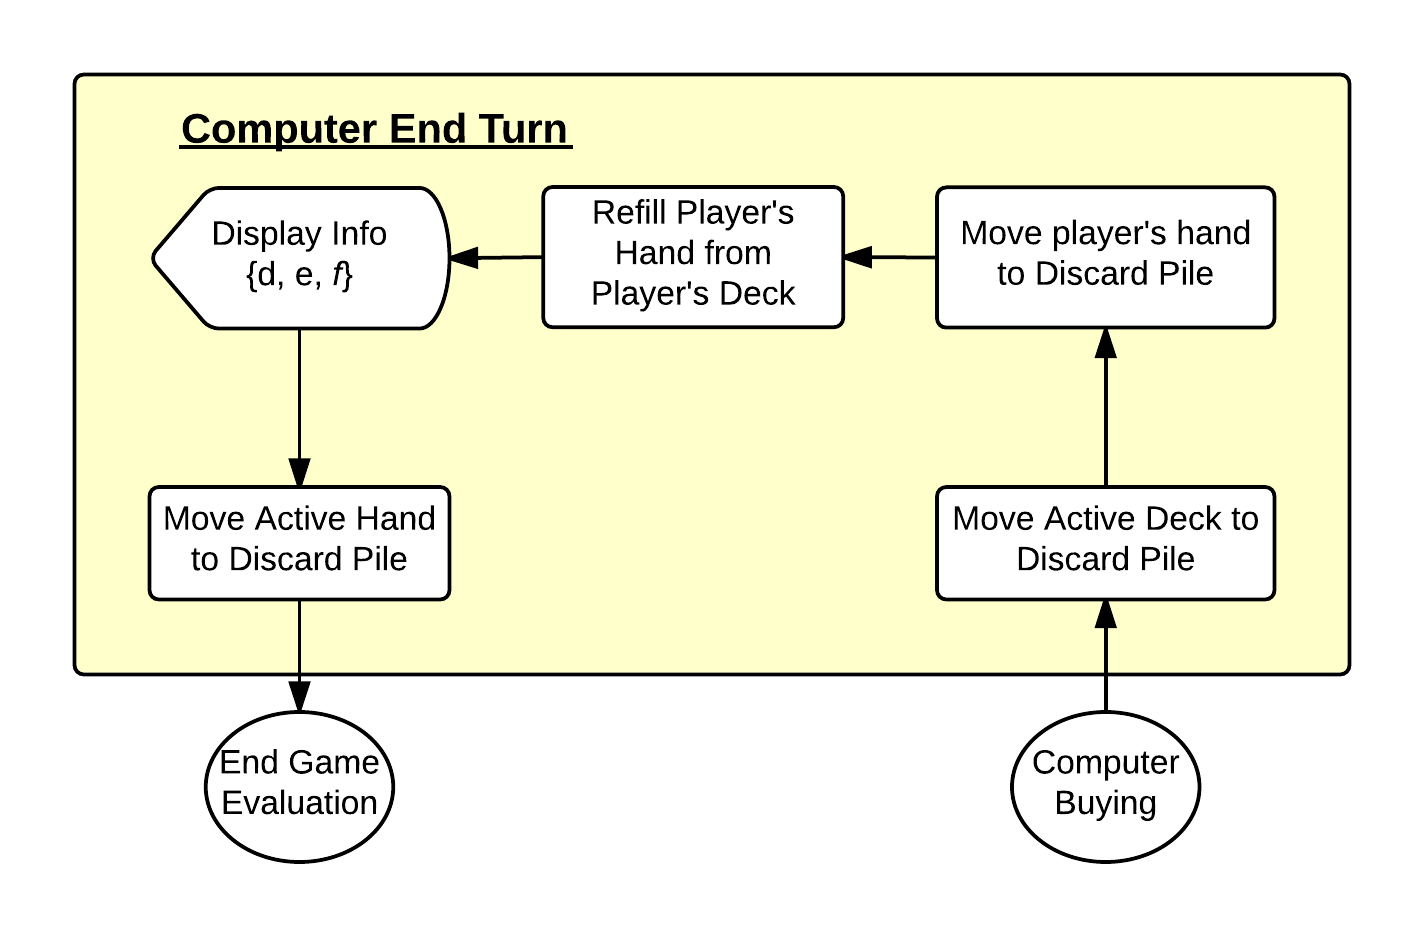 Computer End Turn
Display Info
{d, e, f}
Refill Player's
Hand from
Player's Deck
Move player's hand
to Discard Pile
Move Active Hand
to Discard Pile
Move Active Deck to
Discard Pile
End Game
Evaluation
Computer
Buying